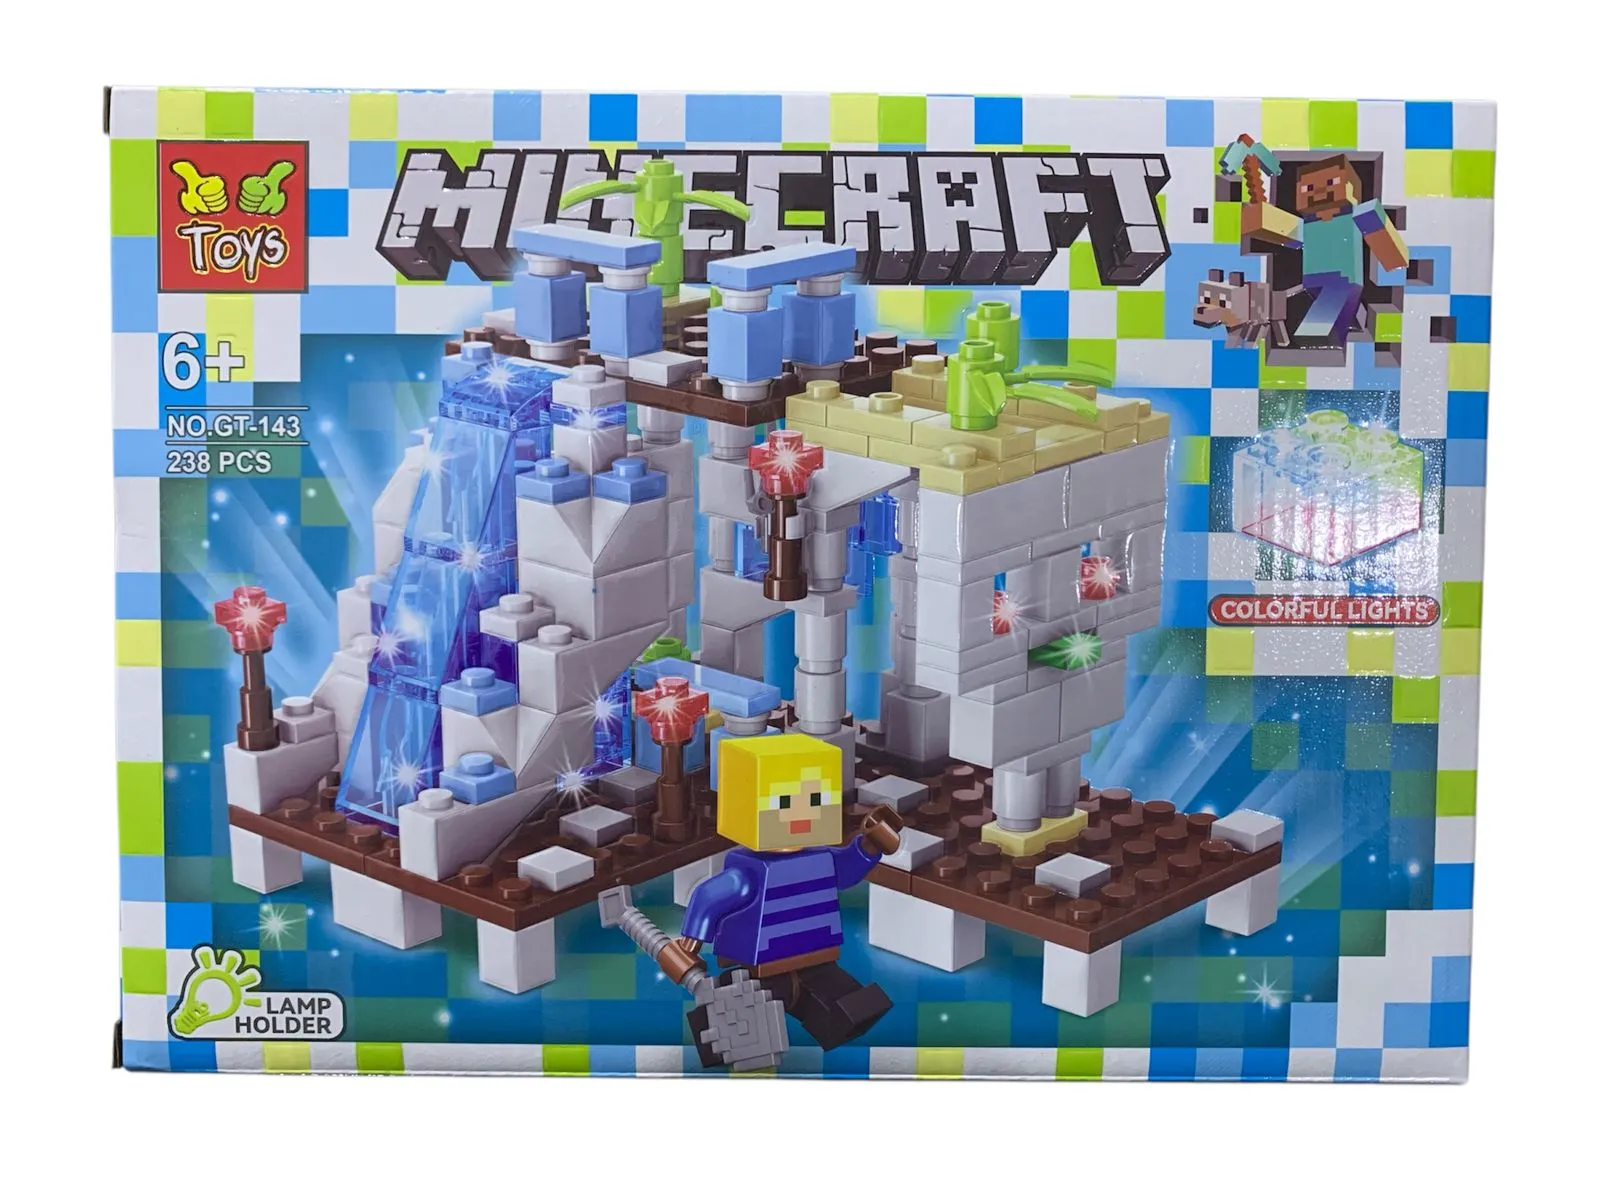 MINECRAFT
TOYS
6+
NO.GT-143
238 PCS
COLORFUL LIGHTS
LAMP
HOLDER